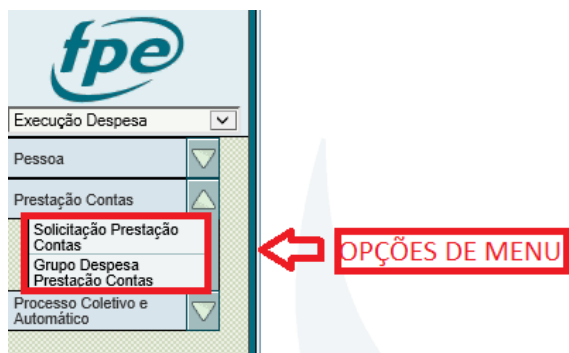 fpe
Execução Despesa
Pessoa
Prestação Contas
Solicitação Prestação
Contas
Grupo Despesa
Prestação Contas
OPÇÕES DE MENU
Processo Coletivo e
Automático